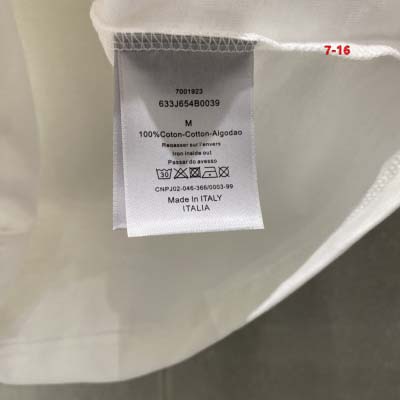 7-16
7001923
633J654B0039
M
100%Coton-Cotton-Algodao
Repasser sur l'envers
Iron inside out
Passar do avesso
30
CNPJ02-046-366/0003-99
Made In ITALY
ITALIA